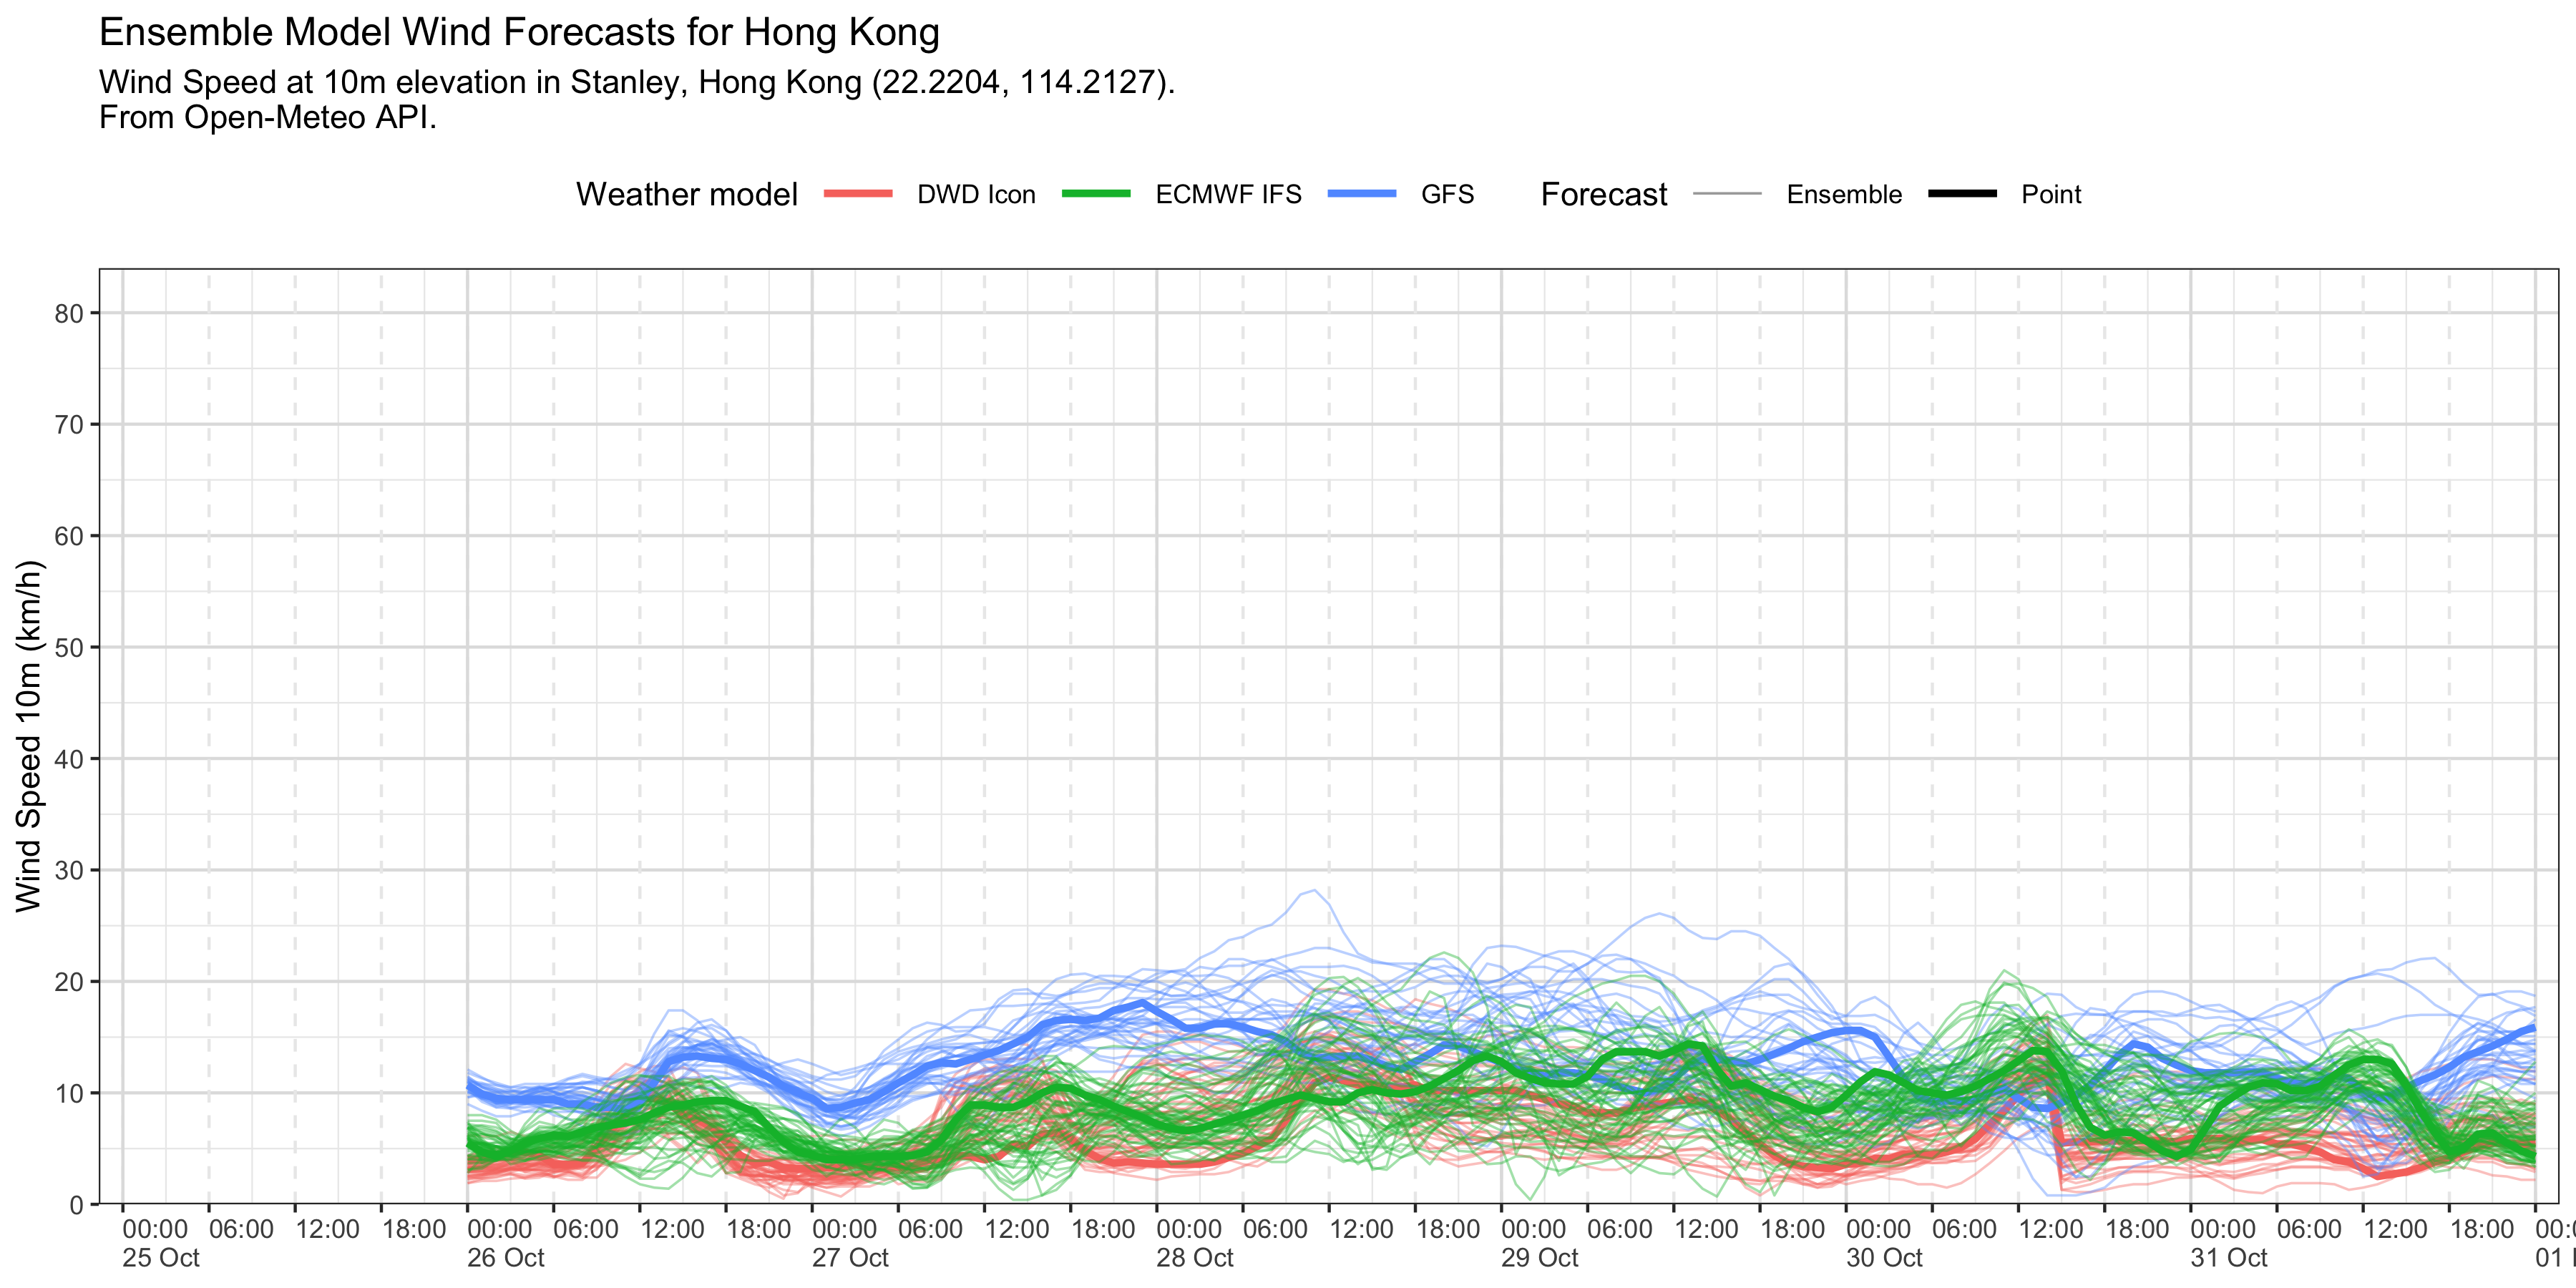 Ensemble Model Wind Forecasts for Hong Kong
Wind Speed at 10m elevation in Stanley, Hong Kong (22.2204, 114.2127).
From Open-Meteo API.
Weather model DWD Icon ECMWF IFS GFS Forecast Ensemble Point
80
70
60
50
40
30
20
10
0
Wind Speed 10m (km/h)
00:00 06:00 12:00 18:00 00:00 06:00 12:00 18:00 00:00 06:00 12:00 18:00 00:00 06:00 12:00 18:00 00:00 06:00 12:00 18:00 00:00 06:00 12:00 18:00 00:00 06:00 12:00 18:00
25 Oct 26 Oct 27 Oct 28 Oct 29 Oct 30 Oct 31 Oct 01